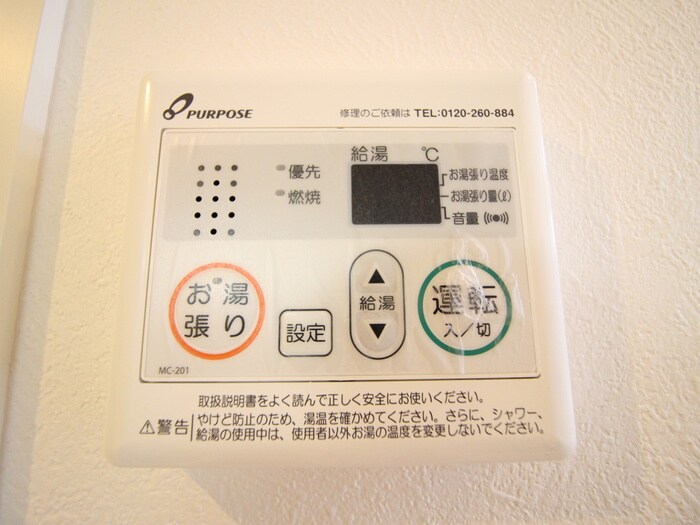 PURPOSE
修理のご依頼は TEL:0120-260-884
給湯 ℃
優先
燃焼
お湯張り温度
お湯張り量(ℓ)
音量
お湯
張り
設定
▲
給湯
▼
運転
入/切
MC-201
取扱説明書をよく読んで正しく安全にお使いください。
⚠警告
やけど防止のため、湯温を確かめてください。さらに、シャワー、
給湯の使用中は、使用者以外お湯の温度を変更しないでください。